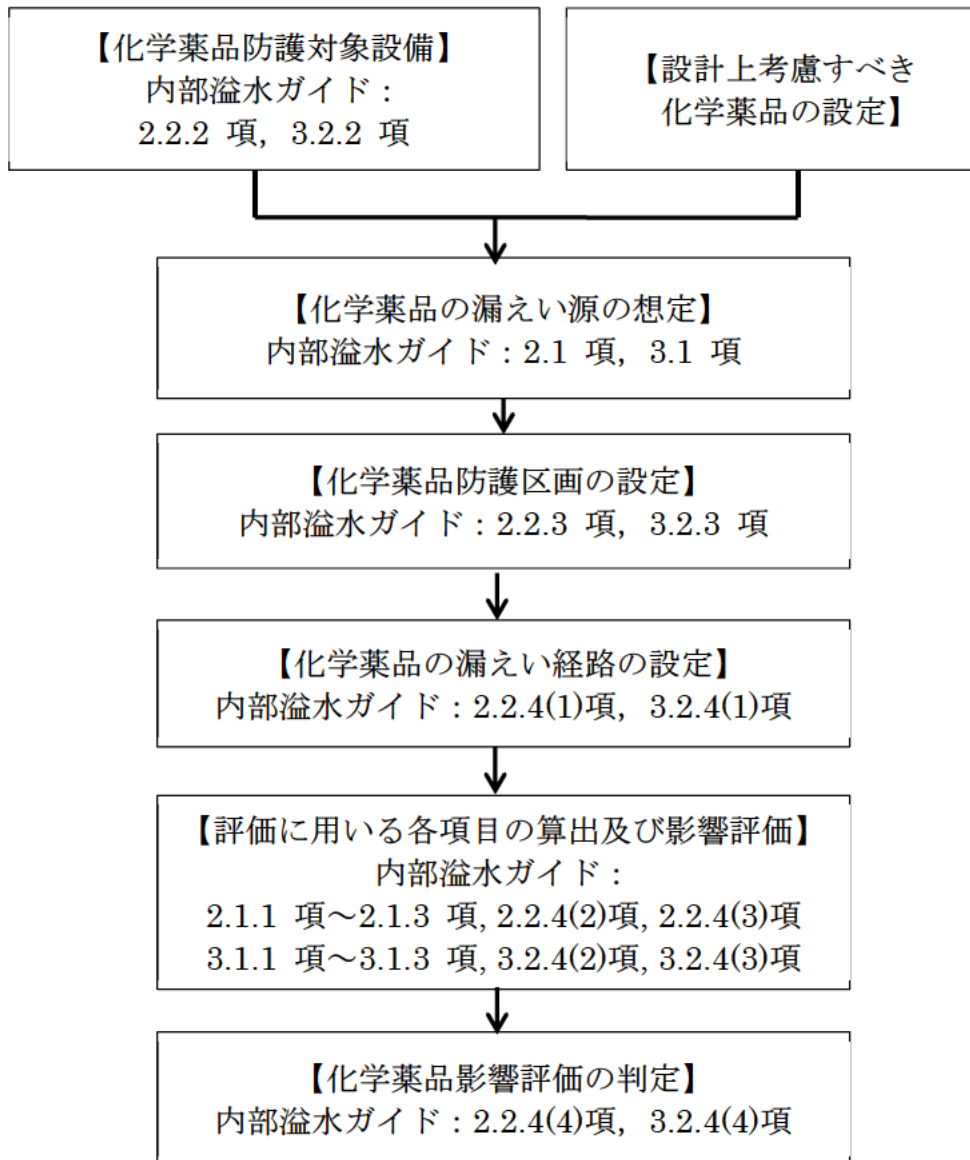 【化学薬品防護対象設備】
内部溢水ガイド：
2.2.2 項，3.2.2 項
【設計上考慮すべき
化学薬品の設定】
【化学薬品の漏えい源の想定】
内部溢水ガイド：2.1 項，3.1 項
【化学薬品防護区画の設定】
内部溢水ガイド：2.2.3 項，3.2.3 項
【化学薬品の漏えい経路の設定】
内部溢水ガイド：2.2.4(1)項，3.2.4(1)項
【評価に用いる各項目の算出及び影響評価】
内部溢水ガイド：
2.1.1 項～2.1.3 項, 2.2.4(2)項, 2.2.4(3)項
3.1.1 項～3.1.3 項, 3.2.4(2)項, 3.2.4(3)項
【化学薬品影響評価の判定】
内部溢水ガイド：2.2.4(4)項，3.2.4(4)項